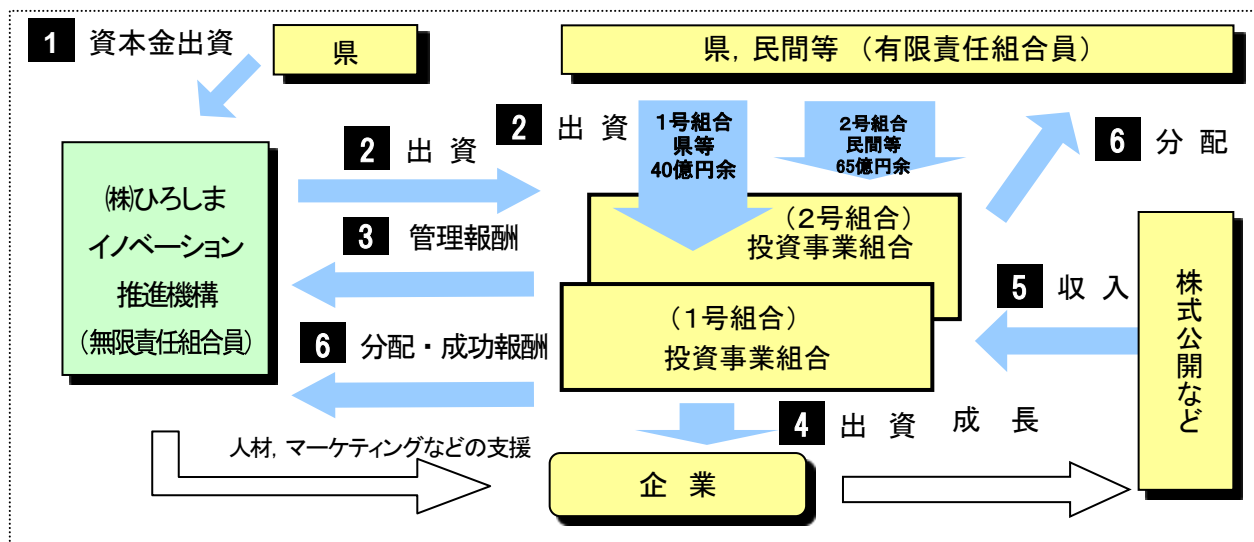 1 資本金出資
県
県，民間等（有限責任組合員）
2 出 資
2 出 資
1号組合
県等
40億円余
2号組合
民間等
65億円余
6 分 配
㈱ひろしま
イノベーション
推進機構
（無限責任組合員）
3 管理報酬
（2号組合）
投資事業組合
（1号組合）
投資事業組合
5 収 入
株式公開など
6 分配・成功報酬
4 出 資
成 長
人材，マーケティングなどの支援
企 業